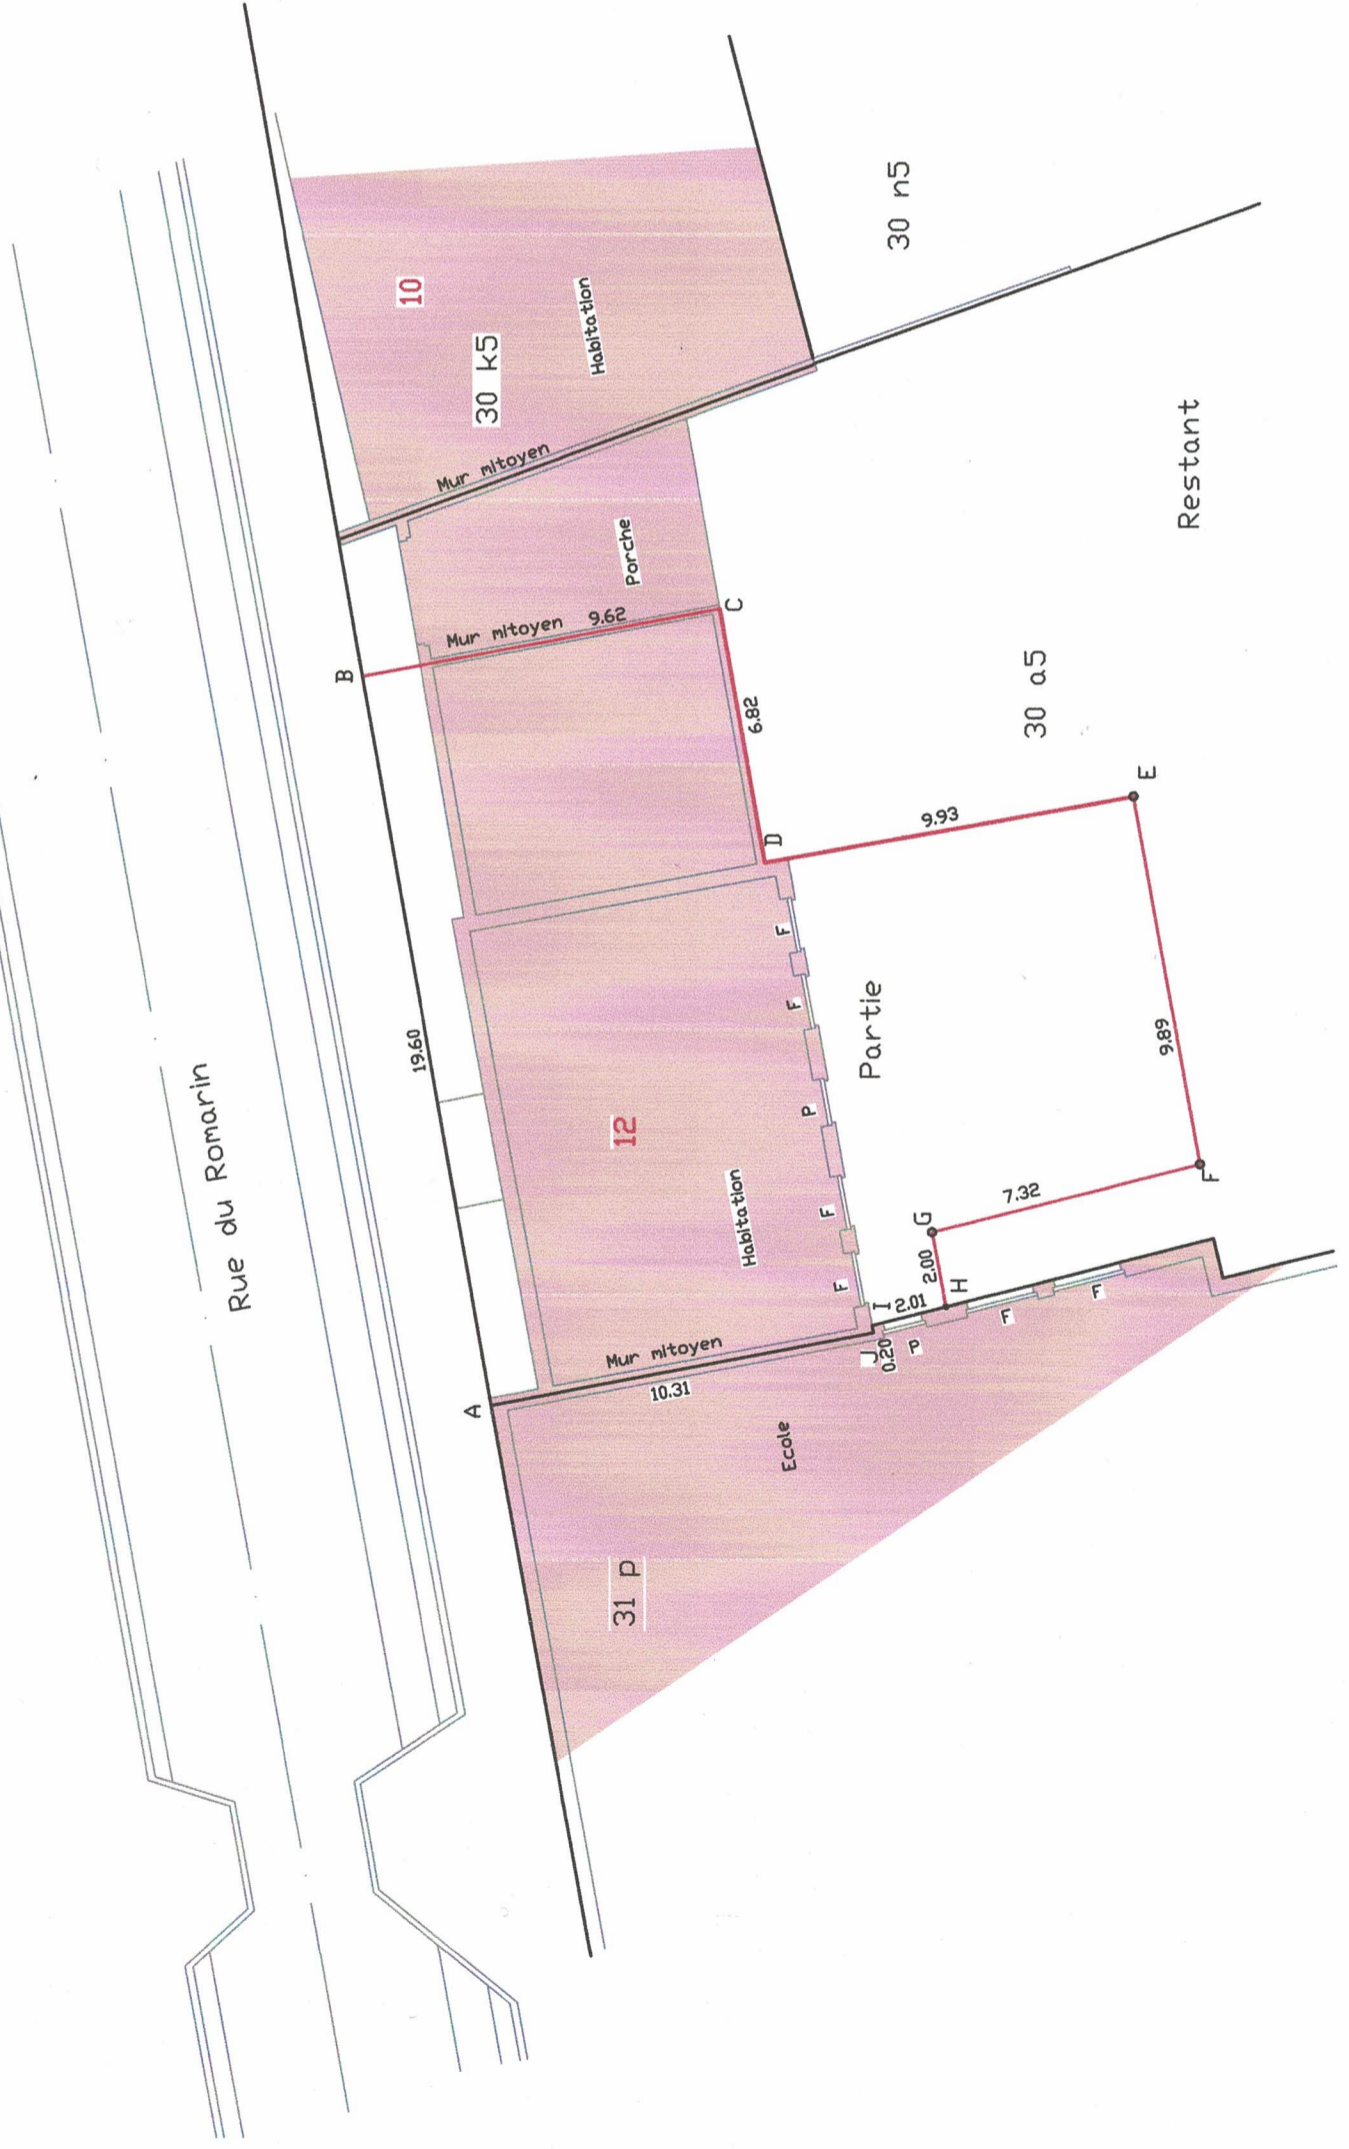 Rue du Romarin
A
19.60
B
10
30 k5
Habitation
30 n5
Mur mitoyen
Porche
Mur mitoyen 9.62
C
6.82
D
12
Habitation
Mur mitoyen
10.31
31 p
Ecole
F
F
P
F
F
Partie
30 a5
Restant
9.93
E
9.89
F
7.32
G
2.00
H
I
2.01
J
0.20
P
F
F